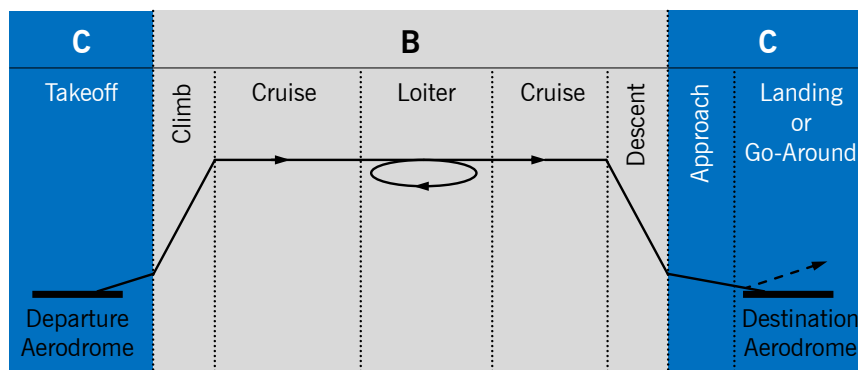 C
B
C
Takeoff
Climb
Cruise
Loiter
Cruise
Descent
Approach
Landing
or
Go-Around
Departure
Aerodrome
Destination
Aerodrome